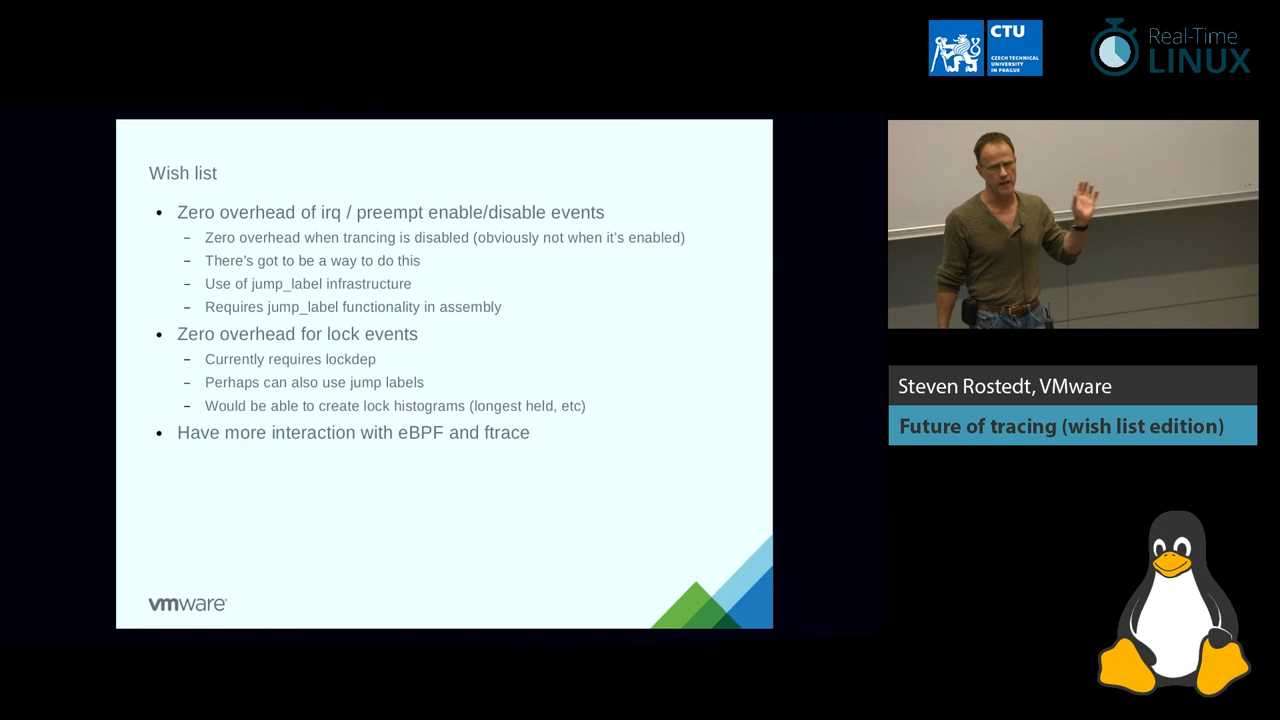 CTU
CZECH TECHNICAL
UNIVERSITY
IN PRAGUE
Real-Time
LINUX
Wish list
• Zero overhead of irq / preempt enable/disable events
– Zero overhead when trancing is disabled (obviously not when it's enabled)
– There's got to be a way to do this
– Use of jump_label infrastructure
– Requires jump_label functionality in assembly
• Zero overhead for lock events
– Currently requires lockdep
– Perhaps can also use jump labels
– Would be able to create lock histograms (longest held, etc)
• Have more interaction with eBPF and ftrace
vmware®
Steven Rostedt, VMware
Future of tracing (wish list edition)